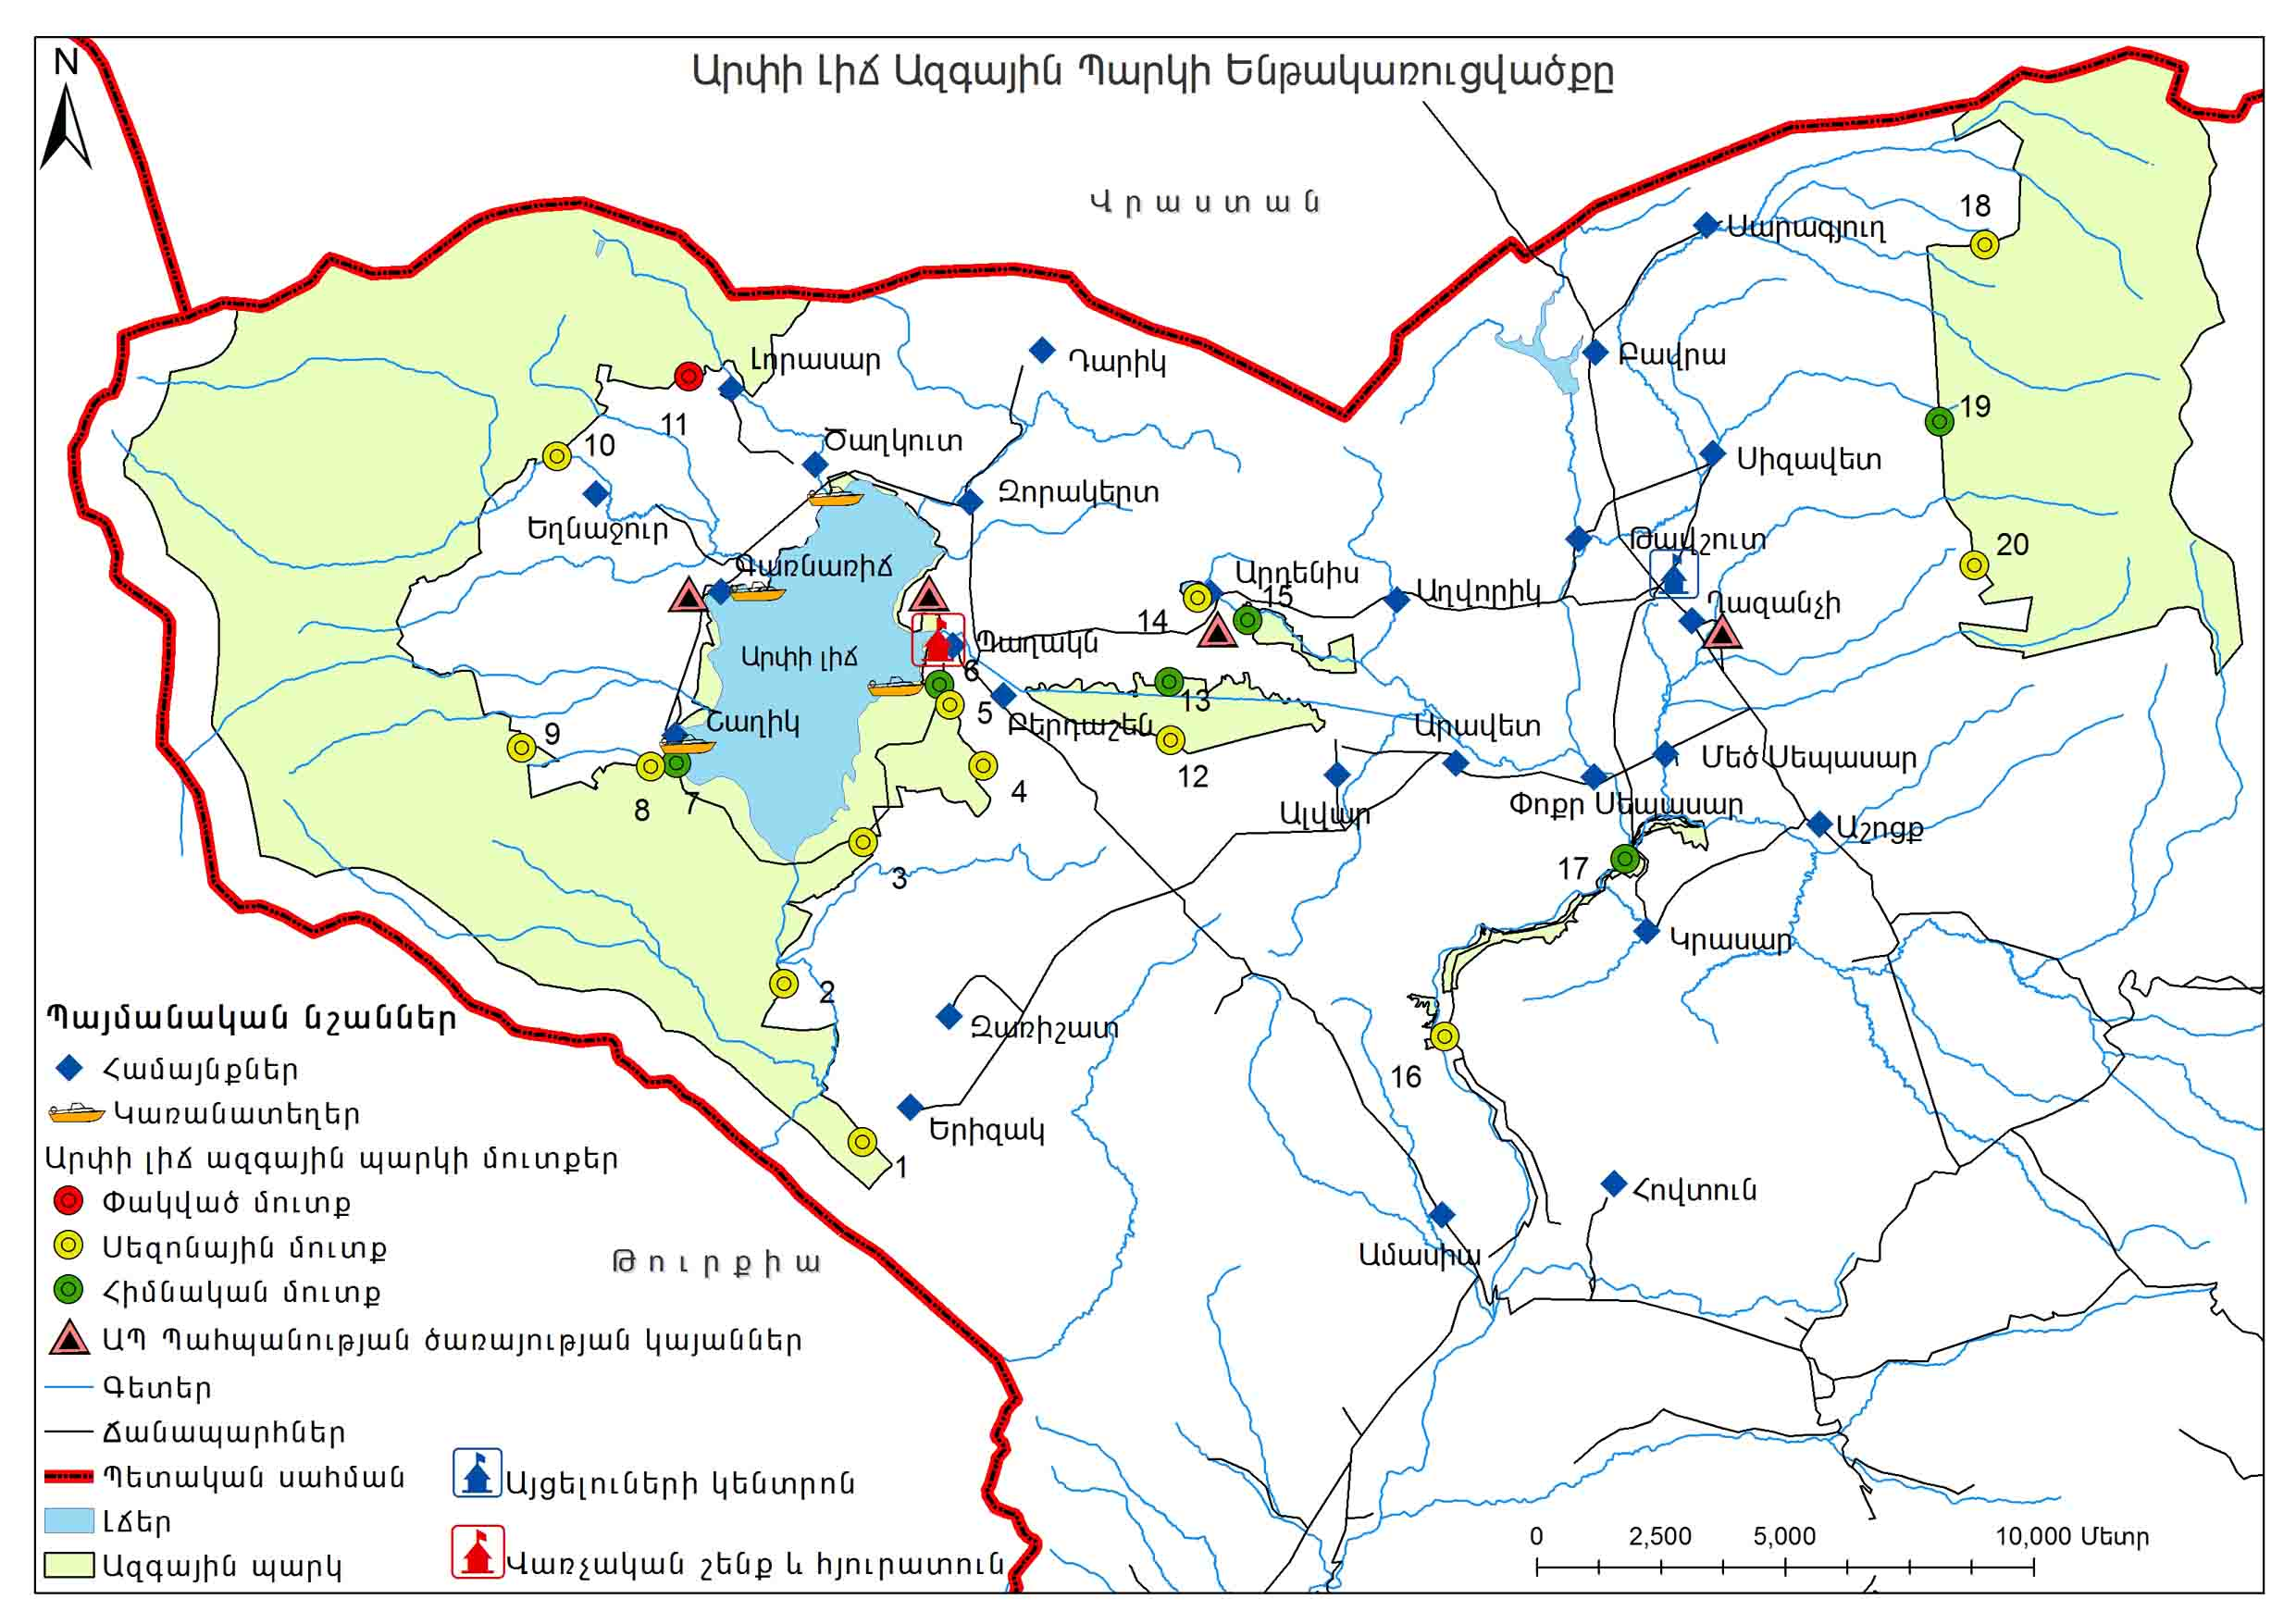 Արփի Լիճ Ազգային Պարկի Ենթակառուցվածքը
N
Վրաստան
18
Սարագյուղ
Լորասար
Դարիկ
Բավրա
11
19
10
Ծաղկուտ
Սիզավետ
Զորակերտ
Եղնաջուր
Թավշուտ
20
Գառնառիճ
Արդենիս
15
Աղվորիկ
Ղազանչի
14
Պաղակն
Արփի լիճ
6
13
5
Շաղիկ
Բերդաշեն
Արավետ
9
Մեծ Սեպասար
12
4
8
7
Ալվար
Փոքր Սեպասար
Աշոցք
17
3
Կրասար
2
Զառիշատ
16
Երիզակ
1
Հովտուն
Ամասիա
Թուրքիա
Պայմանական նշաններ
Համայնքներ
Կառանատեղեր
Արփի լիճ ազգային պարկի մուտքեր
Փակված մուտք
Սեզոնային մուտք
Հիմնական մուտք
ԱՊ Պահպանության ծառայության կայաններ
Գետեր
Ճանապարհներ
Պետական սահման
Այցելուների կենտրոն
Լճեր
Ազգային պարկ
Վառչական շենք և հյուրատուն
0 2,500 5,000 10,000 Մետր